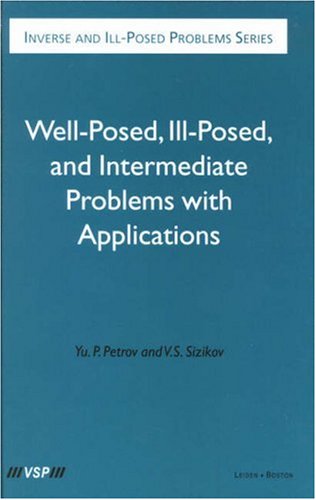 INVERSE AND ILL-POSED PROBLEMS SERIES
Well-Posed, Ill-Posed,
and Intermediate
Problems with
Applications
Yu. P. Petrov and V.S. Sizikov
///VSP///
LEIDEN • BOSTON